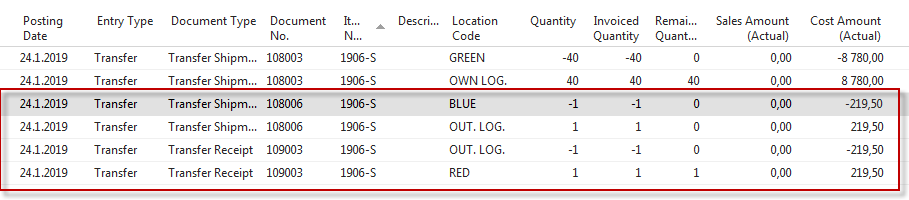 Posting Date Entry Type Document Type Document No. Ite... N... Descri... Location Code Quantity Invoiced Quantity Remai... Quant... Sales Amount (Actual) Cost Amount (Actual)
24.1.2019 Transfer Transfer Shipm... 108003 1906-S GREEN -40 -40 0 0,00 -8 780,00
24.1.2019 Transfer Transfer Shipm... 108003 1906-S OWN LOG. 40 40 40 0,00 8 780,00
24.1.2019 Transfer Transfer Shipm... 108006 1906-S BLUE -1 -1 0 0,00 -219,50
24.1.2019 Transfer Transfer Shipm... 108006 1906-S OUT. LOG. 1 1 0 0,00 219,50
24.1.2019 Transfer Transfer Receipt 109003 1906-S OUT. LOG. -1 -1 0 0,00 -219,50
24.1.2019 Transfer Transfer Receipt 109003 1906-S RED 1 1 1 0,00 219,50